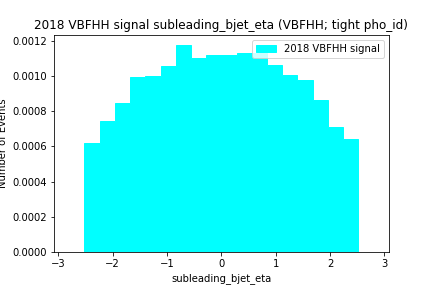 2018 VBFHH signal subleading_bjet_eta (VBFHH; tight pho_id)
2018 VBFHH signal
Number of Events
0.0012
0.0010
0.0008
0.0006
0.0004
0.0002
0.0000
−3 −2 −1 0 1 2 3
subleading_bjet_eta